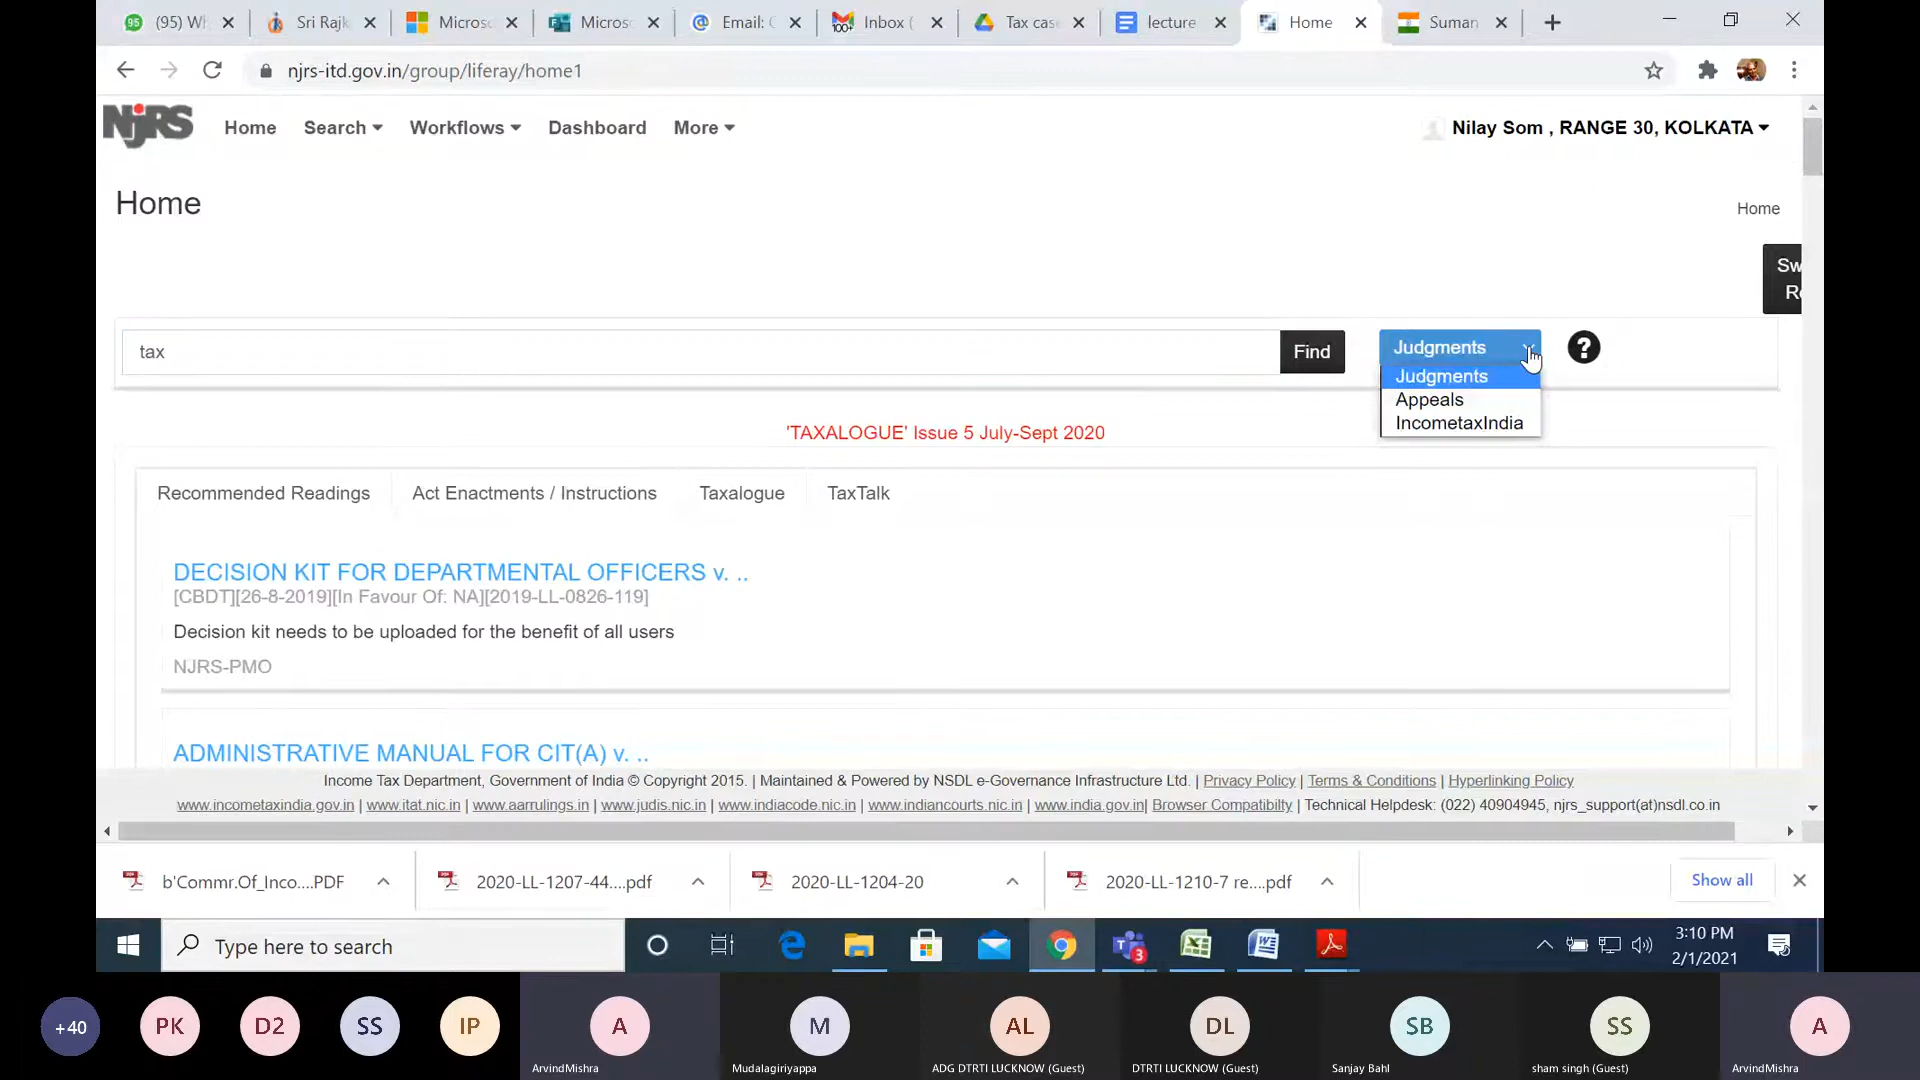 95 (95) Wh
Sri Rajk
Microso
Microso
Email: C
100+ Inbox (
Tax cas
lecture
Home
Suman
njrs-itd.gov.in/group/liferay/home1
NJRS Home Search Workflows Dashboard More Nilay Som , RANGE 30, KOLKATA
Home
Home
Sw
Re
tax Find Judgments ?
Judgments
Appeals
IncometaxIndia
'TAXALOGUE' Issue 5 July-Sept 2020
Recommended Readings Act Enactments / Instructions Taxalogue TaxTalk
DECISION KIT FOR DEPARTMENTAL OFFICERS v. ..
[CBDT][26-8-2019][In Favour Of: NA][2019-LL-0826-119]
Decision kit needs to be uploaded for the benefit of all users
NJRS-PMO
ADMINISTRATIVE MANUAL FOR CIT(A) v. ..
Income Tax Department, Government of India © Copyright 2015. | Maintained & Powered by NSDL e-Governance Infrastructure Ltd. | Privacy Policy | Terms & Conditions | Hyperlinking Policy
www.incometaxindia.gov.in | www.itat.nic.in | www.aarrulings.in | www.judis.nic.in | www.indiacode.nic.in | www.indiancourts.nic.in | www.india.gov.in| Browser Compatibilty | Technical Helpdesk: (022) 40904945, njrs_support(at)nsdl.co.in
b'Commr.Of_Inco....PDF 2020-LL-1207-44....pdf 2020-LL-1204-20 2020-LL-1210-7 re....pdf Show all
Type here to search 3 3:10 PM
2/1/2021
+40 PK D2 SS IP A M AL DL SB SS A
ArvindMishra Mudalagiriyappa ADG DTRTI LUCKNOW (Guest) DTRTI LUCKNOW (Guest) Sanjay Bahl sham singh (Guest) ArvindMishra